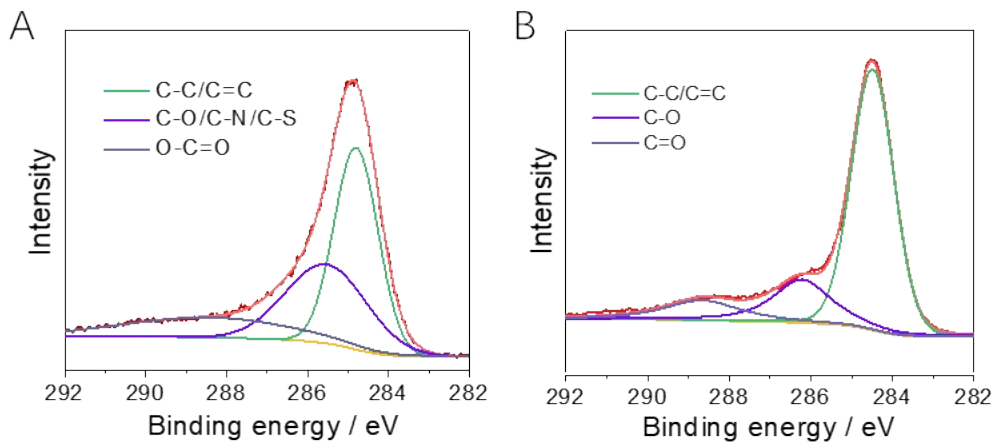 A
C-C/C=C
C-O/C-N/C-S
O-C=O
Intensity
292 290 288 286 284 282
Binding energy / eV
B
C-C/C=C
C-O
C=O
Intensity
292 290 288 286 284 282
Binding energy / eV